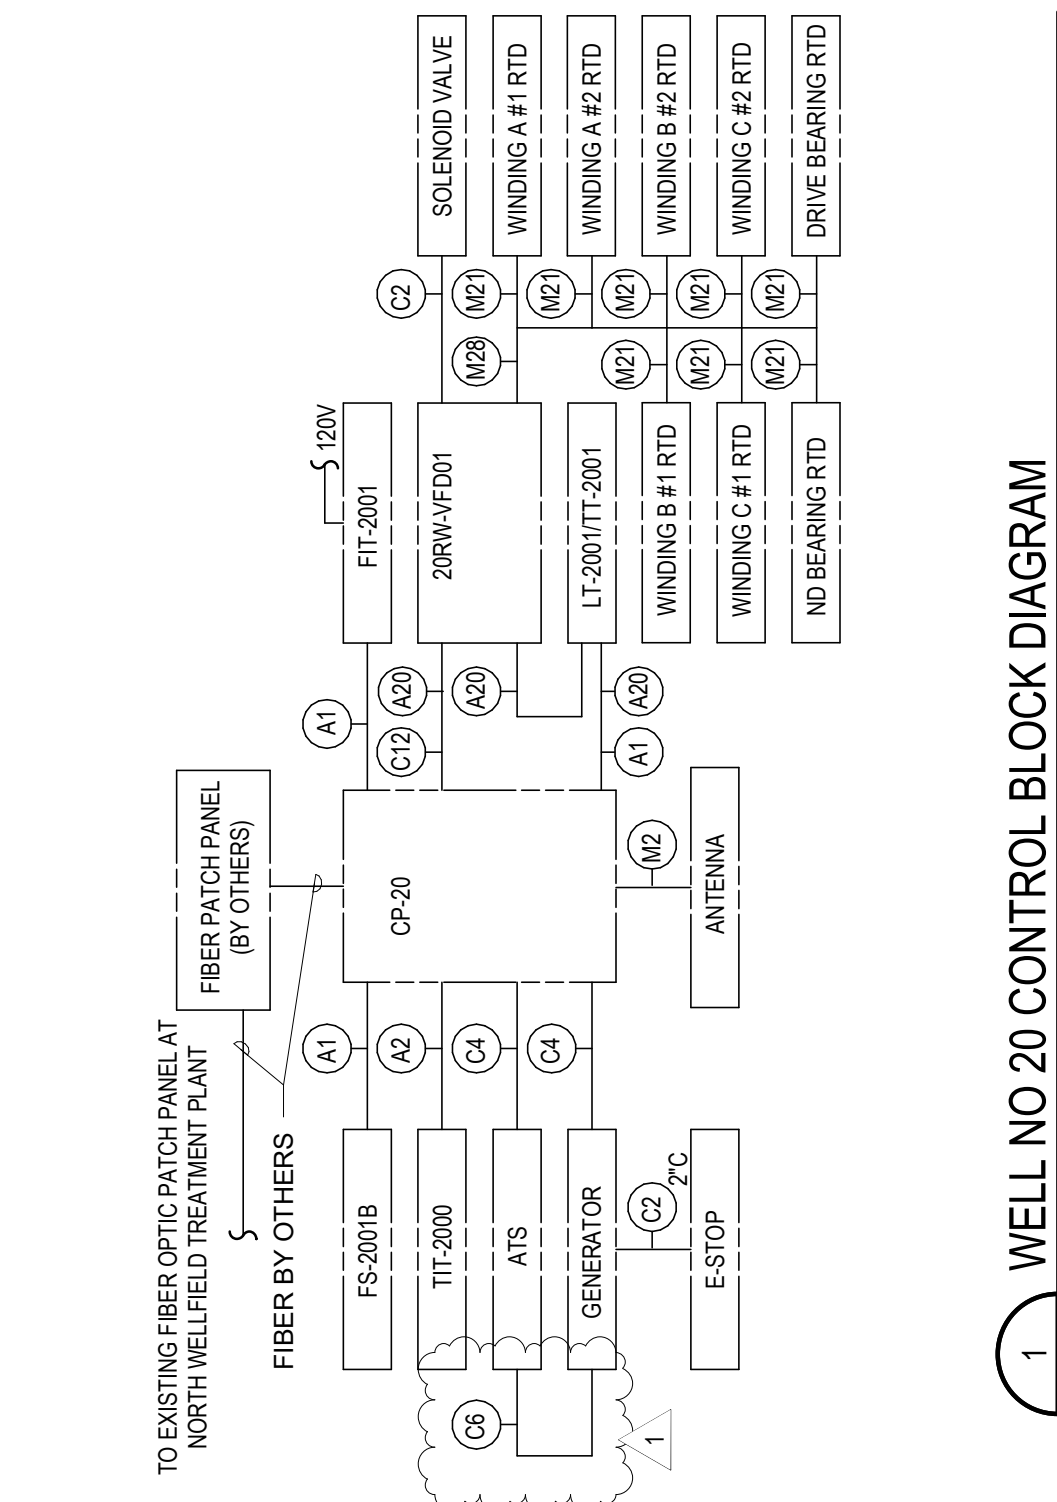 TO EXISTING FIBER OPTIC PATCH PANEL AT
NORTH WELLFIELD TREATMENT PLANT
FIBER PATCH PANEL
(BY OTHERS)
FIBER BY OTHERS
120V
FS-2001B
A1
A1
FIT-2001
TIT-2000
A2
CP-20
C12
A20
20RW-VFD01
C2
SOLENOID VALVE
C6
ATS
C4
A20
M28
M21
WINDING A #1 RTD
GENERATOR
C4
LT-2001/TT-2001
M21
WINDING A #2 RTD
C2
2"C
M2
A1
A20
WINDING B #1 RTD
M21
M21
WINDING B #2 RTD
1
E-STOP
ANTENNA
WINDING C #1 RTD
M21
M21
WINDING C #2 RTD
ND BEARING RTD
M21
M21
DRIVE BEARING RTD
1
WELL NO 20 CONTROL BLOCK DIAGRAM